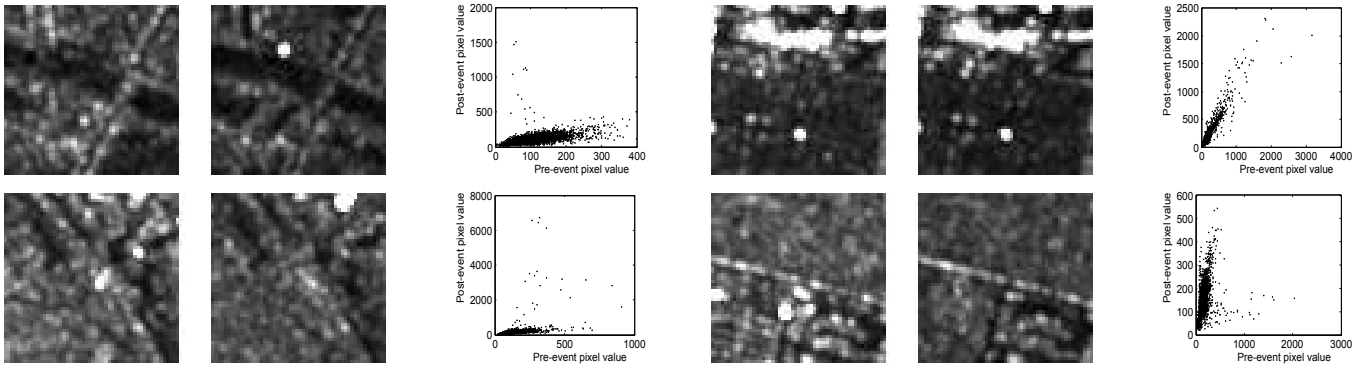 2000
1500
1000
500
0
0 100 200 300 400
Pre-event pixel value
Post-event pixel value
2500
2000
1500
1000
500
0
0 1000 2000 3000 4000
Pre-event pixel value
Post-event pixel value
8000
6000
4000
2000
0
0 500 1000
Pre-event pixel value
Post-event pixel value
600
500
400
300
200
100
0
0 1000 2000 3000
Pre-event pixel value
Post-event pixel value